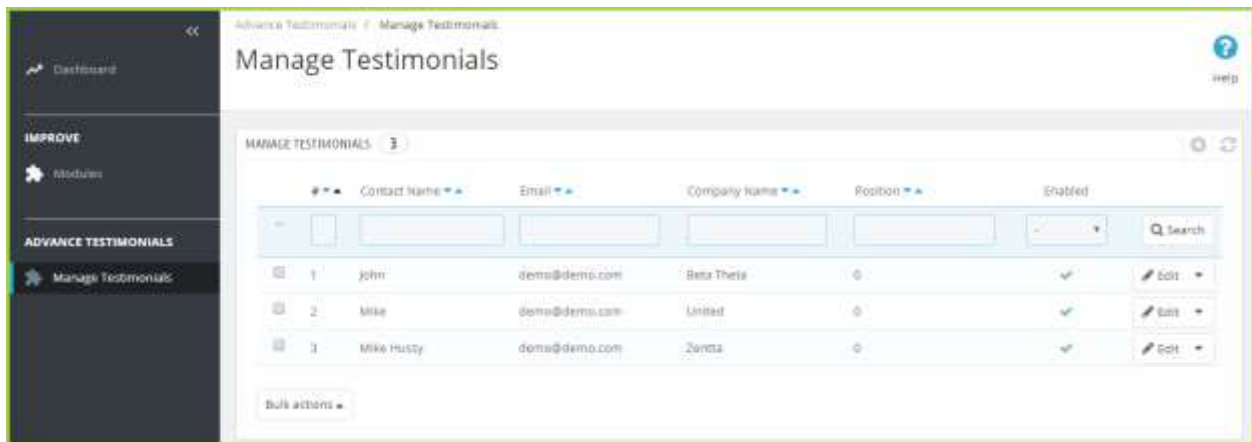 Advance Testimonials / Manage Testimonials
Manage Testimonials
Help
Dashboard
IMPROVE
Modules
ADVANCE TESTIMONIALS
Manage Testimonials
MANAGE TESTIMONIALS 3
# Contact Name Email Company Name Position Enabled
-- - Search
1 John demo@demo.com Beta Theta 0 Edit
2 Mike demo@demo.com United 0 Edit
3 Mike Hussy demo@demo.com Zentta 0 Edit
Bulk actions